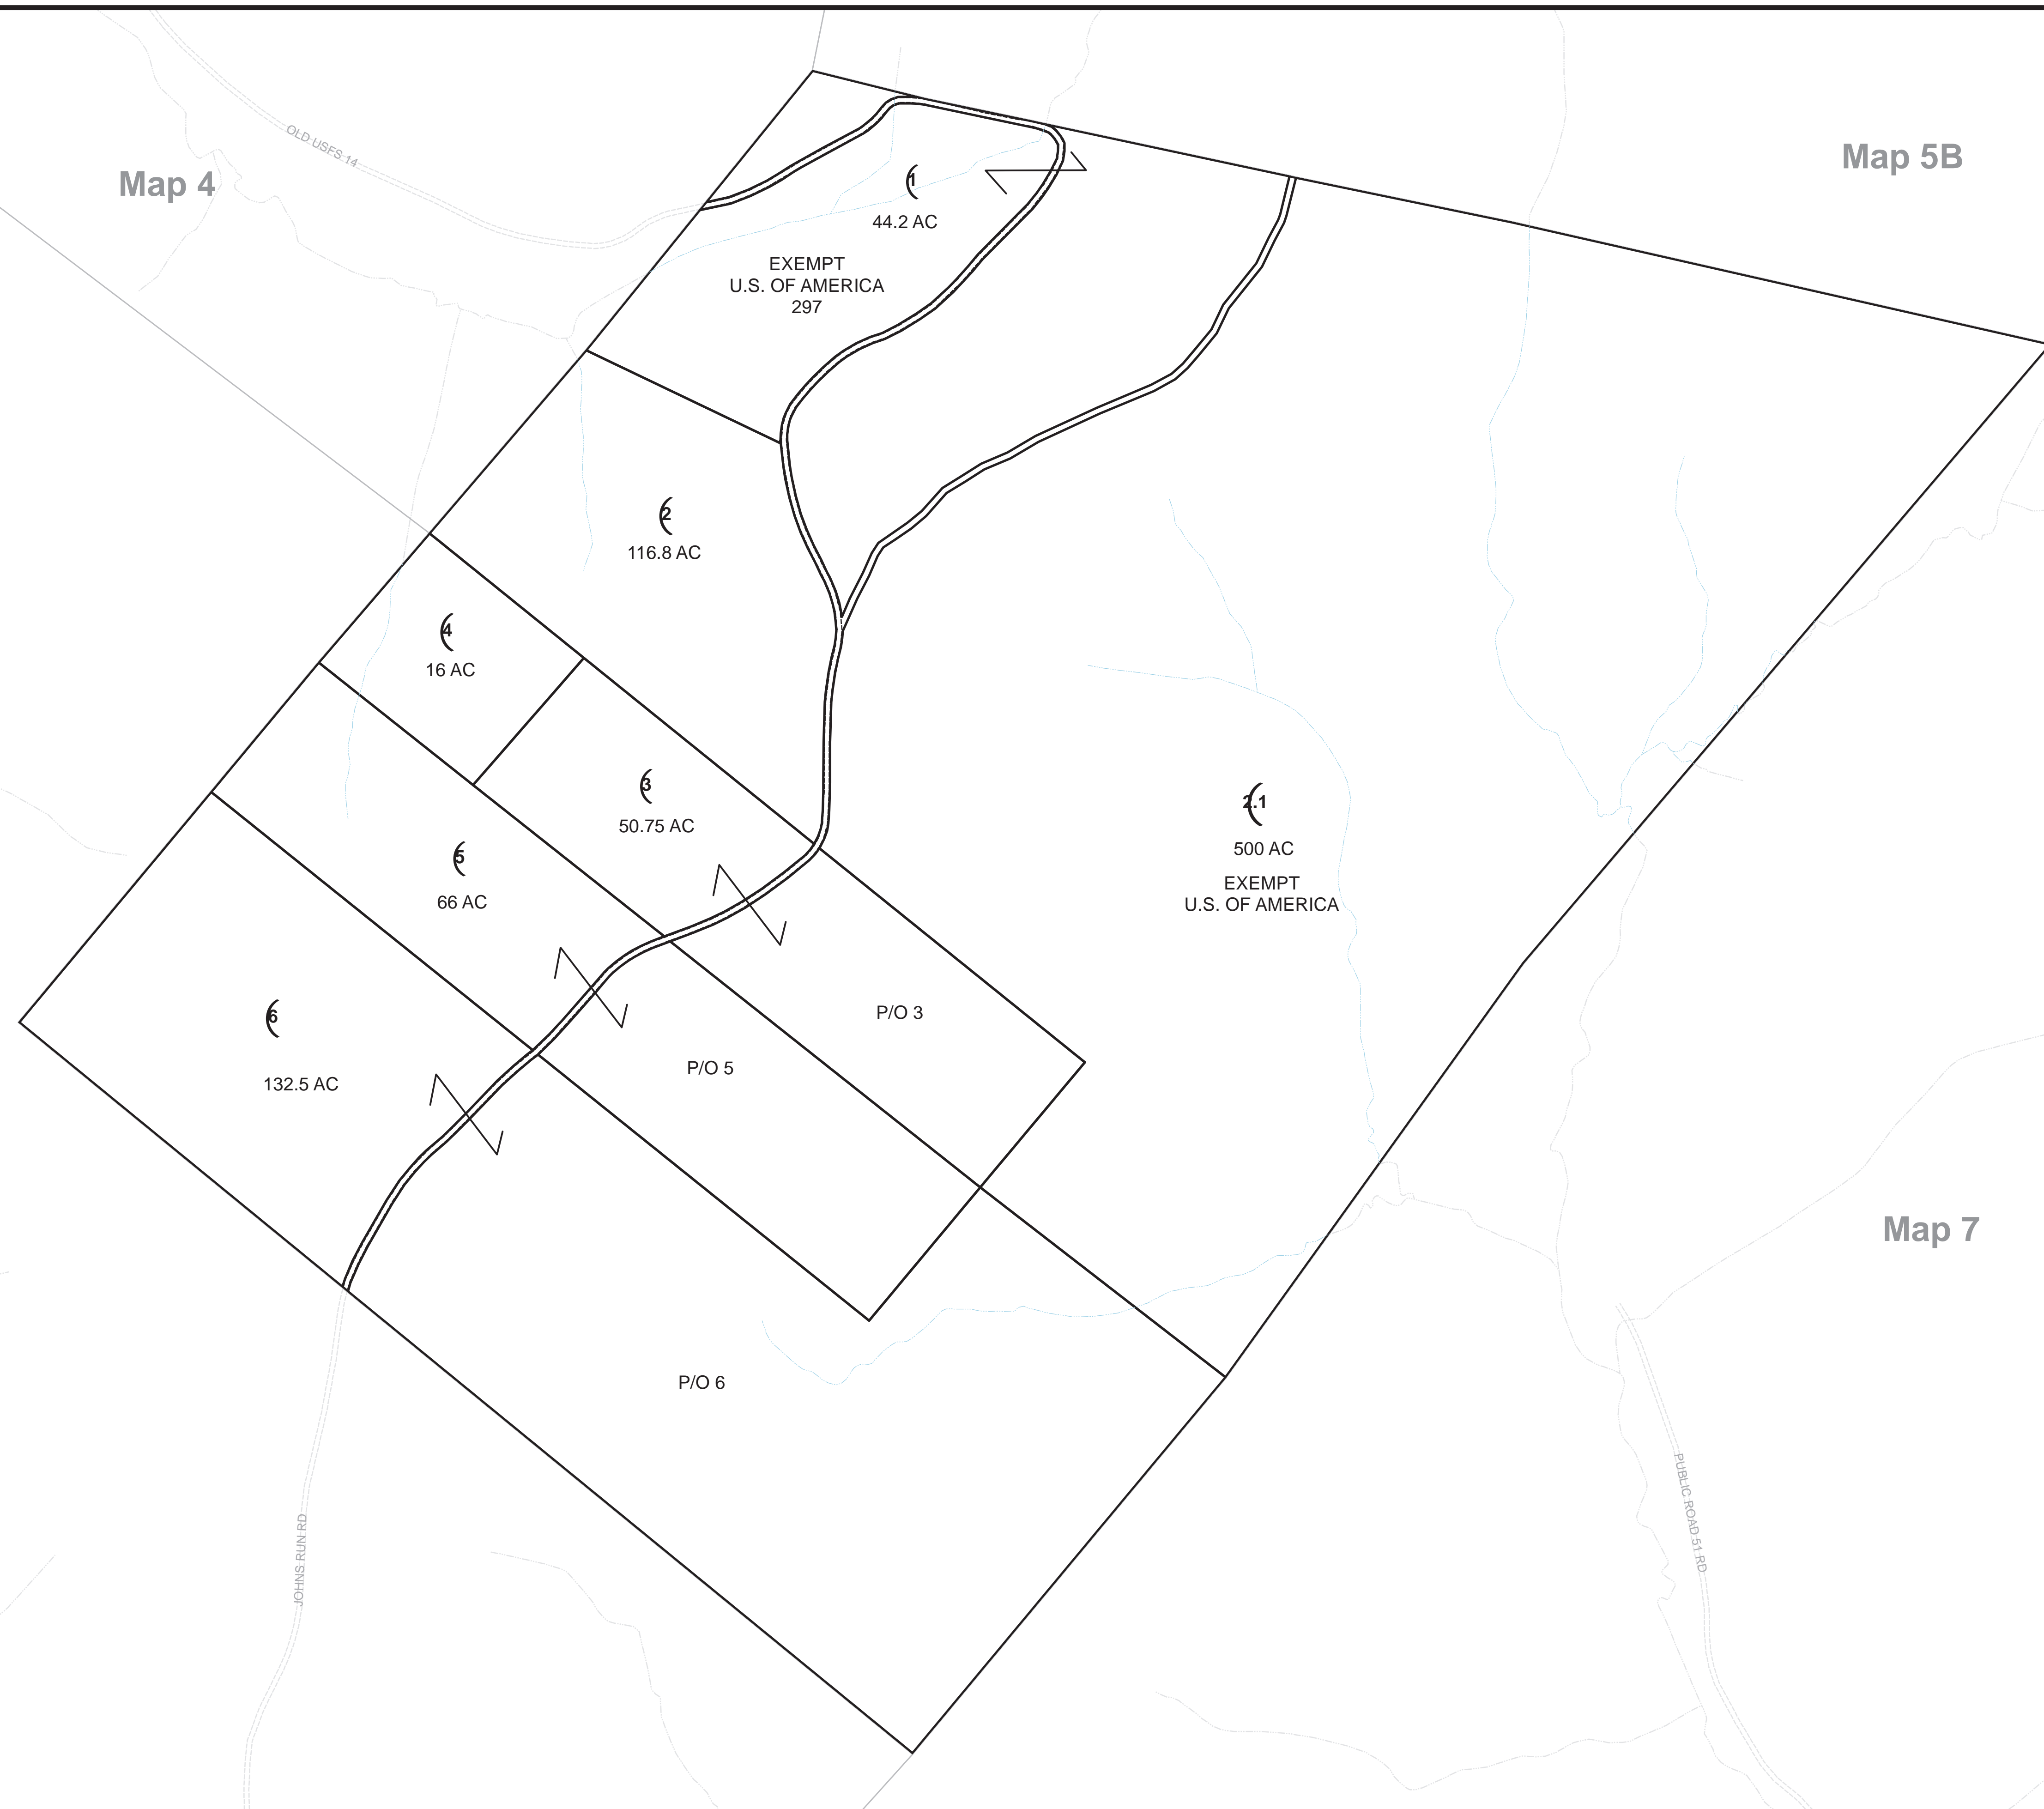 OLD USFS 14
Map 4
Map 5B
1
44.2 AC
EXEMPT
U.S. OF AMERICA
297
2
116.8 AC
4
16 AC
3
50.75 AC
2.1
500 AC
EXEMPT
U.S. OF AMERICA
5
66 AC
6
132.5 AC
P/O 3
P/O 5
P/O 6
Map 7
JOHNS RUN RD
PUBLIC ROAD 51 RD